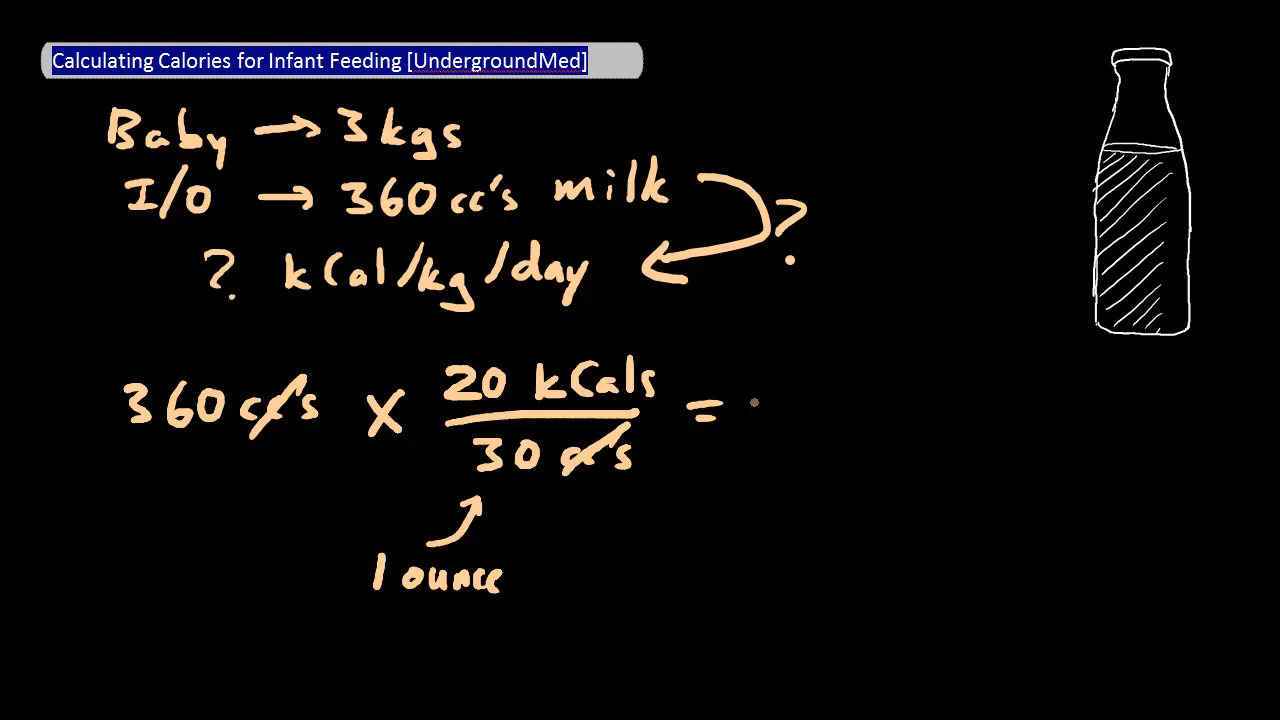 Calculating Calories for Infant Feeding [UndergroundMed]
Baby → 3 kgs
I/O → 360 cc's milk ?
? kCal/kg/day
360 cc's x 20 kCals / 30 cc's =
1 ounce